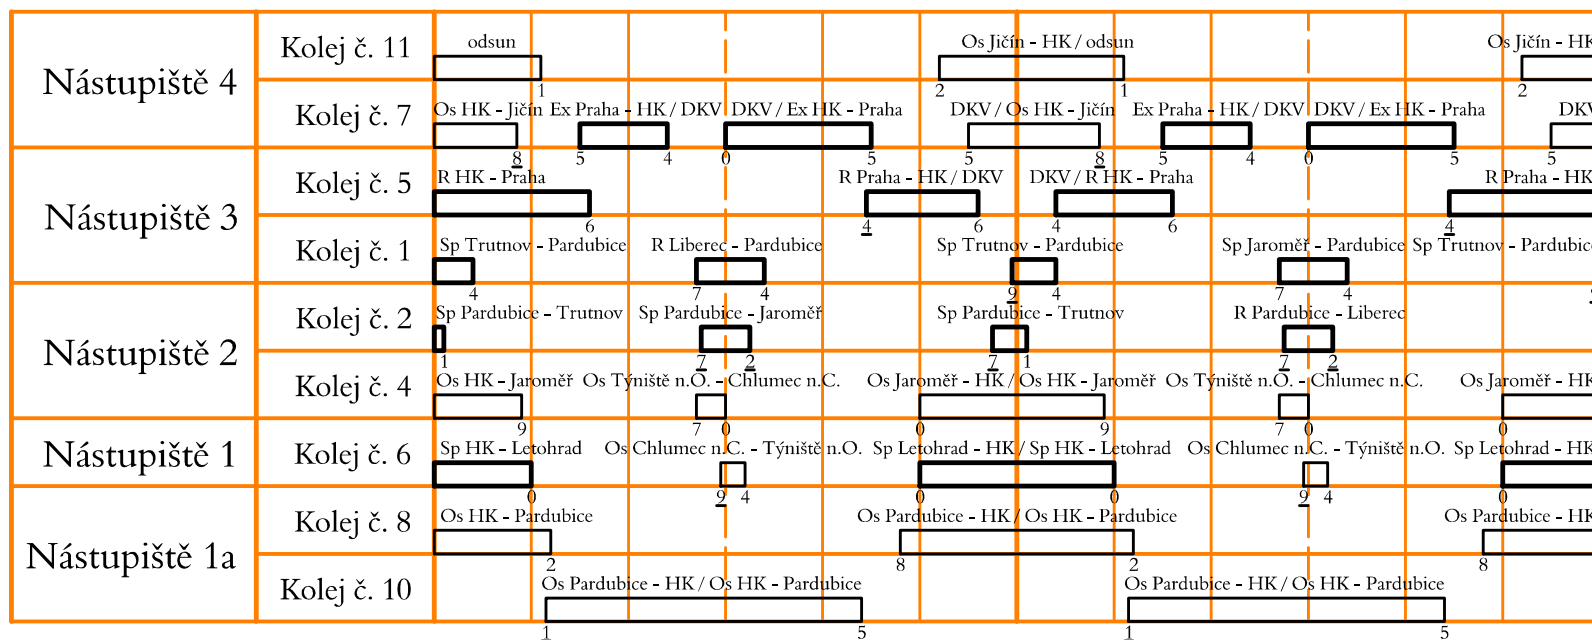 Nástupiště 4
Kolej č. 11
odsun
Os Jičín - HK / odsun
Os Jičín - HK
1
2
1
2
Kolej č. 7
Os HK - Jičín
Ex Praha - HK / DKV
DKV / Ex HK - Praha
DKV / Os HK - Jičín
Ex Praha - HK / DKV
DKV / Ex HK - Praha
DKV
8
5
4
0
5
5
8
5
4
0
5
5
Nástupiště 3
Kolej č. 5
R HK - Praha
R Praha - HK / DKV
DKV / R HK - Praha
R Praha - HK
6
4
6
4
6
4
Kolej č. 1
Sp Trutnov - Pardubice
R Liberec - Pardubice
Sp Trutnov - Pardubice
Sp Jaroměř - Pardubice
Sp Trutnov - Pardubice
4
7
4
9
4
7
4
Nástupiště 2
Kolej č. 2
Sp Pardubice - Trutnov
Sp Pardubice - Jaroměř
Sp Pardubice - Trutnov
R Pardubice - Liberec
1
7
2
7
1
7
2
Kolej č. 4
Os HK - Jaroměř
Os Týniště n.O. - Chlumec n.C.
Os Jaroměř - HK / Os HK - Jaroměř
Os Týniště n.O. - Chlumec n.C.
Os Jaroměř - HK
9
7
0
0
9
7
0
0
Nástupiště 1
Kolej č. 6
Sp HK - Letohrad
Os Chlumec n.C. - Týniště n.O.
Sp Letohrad - HK / Sp HK - Letohrad
Os Chlumec n.C. - Týniště n.O.
Sp Letohrad - HK
0
9
4
0
0
9
4
0
Nástupiště 1a
Kolej č. 8
Os HK - Pardubice
Os Pardubice - HK / Os HK - Pardubice
Os Pardubice - HK
2
8
2
8
Kolej č. 10
Os Pardubice - HK / Os HK - Pardubice
Os Pardubice - HK / Os HK - Pardubice
1
5
1
5